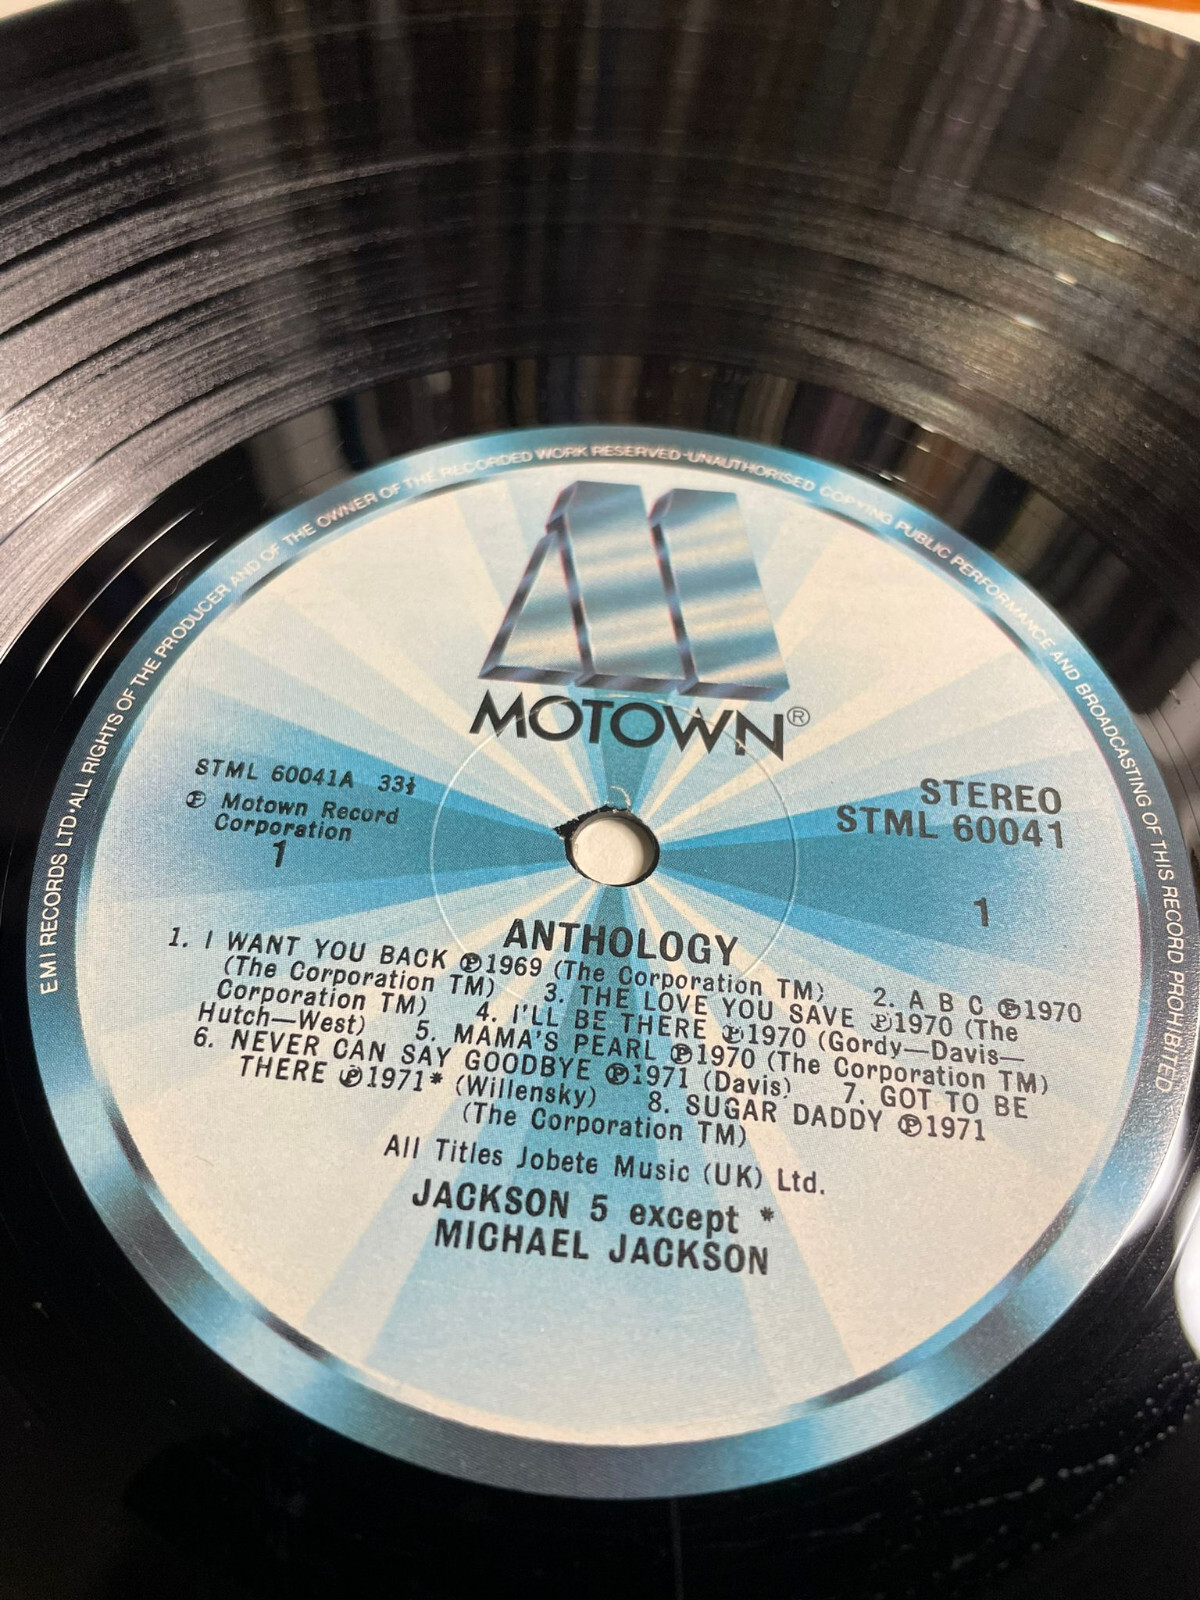 EMI RECORDS LTD·ALL RIGHTS OF THE PRODUCER AND OF THE OWNER OF THE RECORDED WORK RESERVED·UNAUTHORISED COPYING PUBLIC PERFORMANCE AND BROADCASTING OF THIS RECORD PROHIBITED
MOTOWN®
STML 60041A 33⅓
℗ Motown Record
Corporation
1
STEREO
STML 60041
1
ANTHOLOGY
1. I WANT YOU BACK ℗1969 (The Corporation TM) 2. A B C ℗1970
(The Corporation TM) 3. THE LOVE YOU SAVE ℗1970 (The
Corporation TM) 4. I'LL BE THERE ℗1970 (Gordy—Davis—
Hutch—West) 5. MAMA'S PEARL ℗1970 (The Corporation TM)
6. NEVER CAN SAY GOODBYE ℗1971 (Davis) 7. GOT TO BE
THERE ℗1971* (Willensky) 8. SUGAR DADDY ℗1971
(The Corporation TM)
All Titles Jobete Music (UK) Ltd.
JACKSON 5 except *
MICHAEL JACKSON